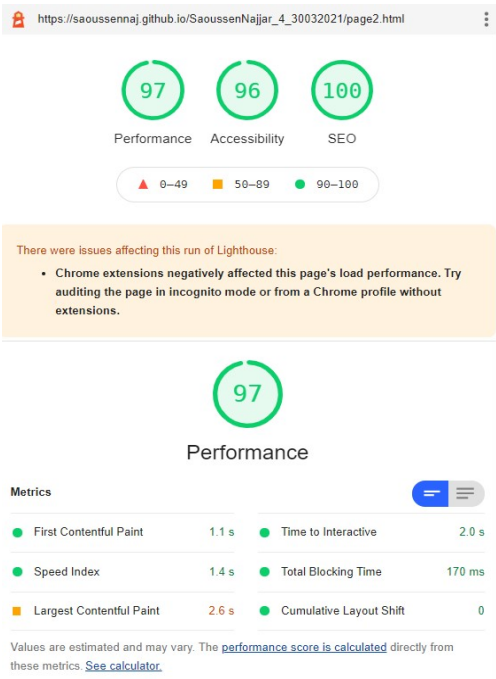 https://saoussennaj.github.io/SaoussenNajjar_4_30032021/page2.html
97 96 100
Performance Accessibility SEO
0–49 50–89 90–100
There were issues affecting this run of Lighthouse:
• Chrome extensions negatively affected this page's load performance. Try
auditing the page in incognito mode or from a Chrome profile without
extensions.
97
Performance
Metrics
First Contentful Paint 1.1 s
Time to Interactive 2.0 s
Speed Index 1.4 s
Total Blocking Time 170 ms
Largest Contentful Paint 2.6 s
Cumulative Layout Shift 0
Values are estimated and may vary. The performance score is calculated directly from
these metrics. See calculator.